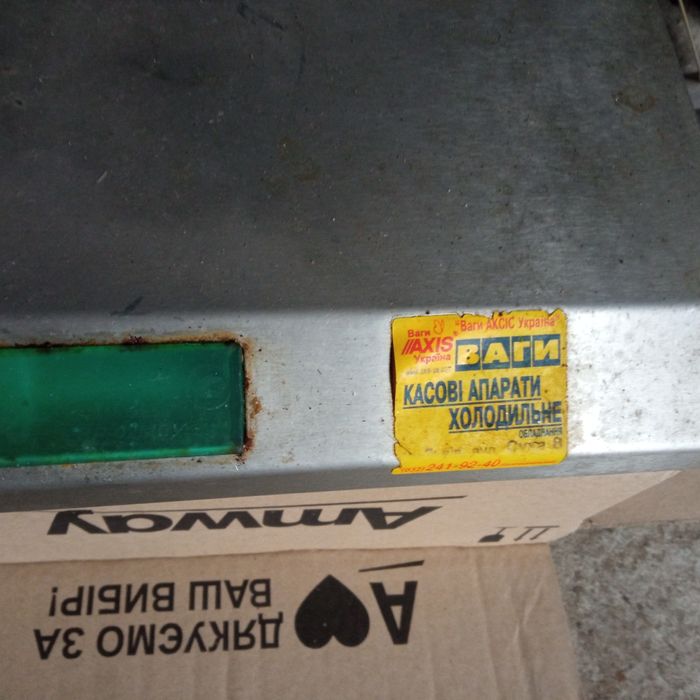 Ваги
AXIS
Україна
"Ваги АКСІС Україна"
ВАГИ
КАСОВІ АПАРАТИ
ХОЛОДИЛЬНЕ
ОБЛАДНАННЯ
241-92-40
Amway
A
ДЯКУЄМО ЗА
ВАШ ВИБІР!